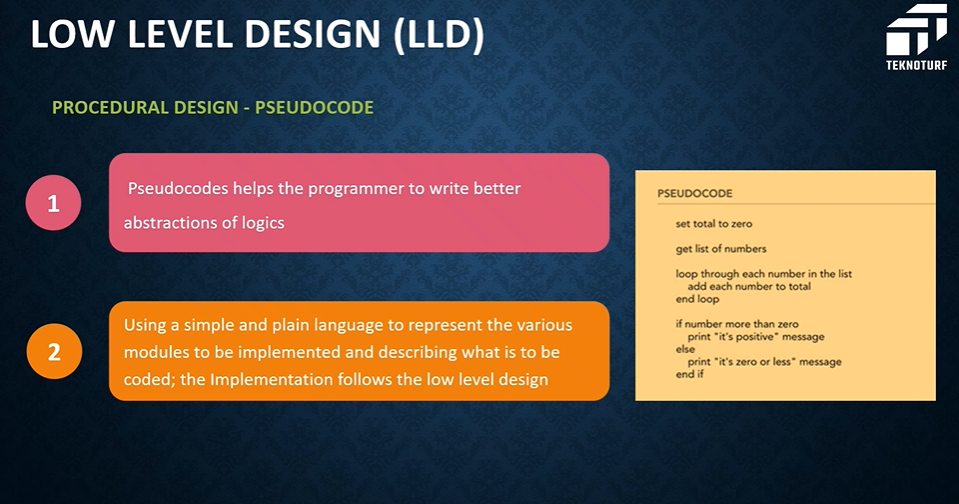 LOW LEVEL DESIGN (LLD)
TEKNOTURF
PROCEDURAL DESIGN - PSEUDOCODE
1
Pseudocodes helps the programmer to write better
abstractions of logics
2
Using a simple and plain language to represent the various
modules to be implemented and describing what is to be
coded; the Implementation follows the low level design
PSEUDOCODE
set total to zero
get list of numbers
loop through each number in the list
add each number to total
end loop
if number more than zero
print "it's positive" message
else
print "it's zero or less" message
end if